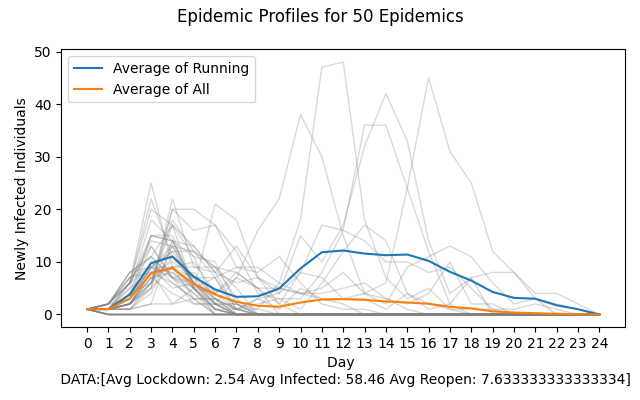 Epidemic Profiles for 50 Epidemics
50
Average of Running
Average of All
40
30
20
10
0
Newly Infected Individuals
0 1 2 3 4 5 6 7 8 9 10 11 12 13 14 15 16 17 18 19 20 21 22 23 24
Day
DATA:[Avg Lockdown: 2.54 Avg Infected: 58.46 Avg Reopen: 7.633333333333334]